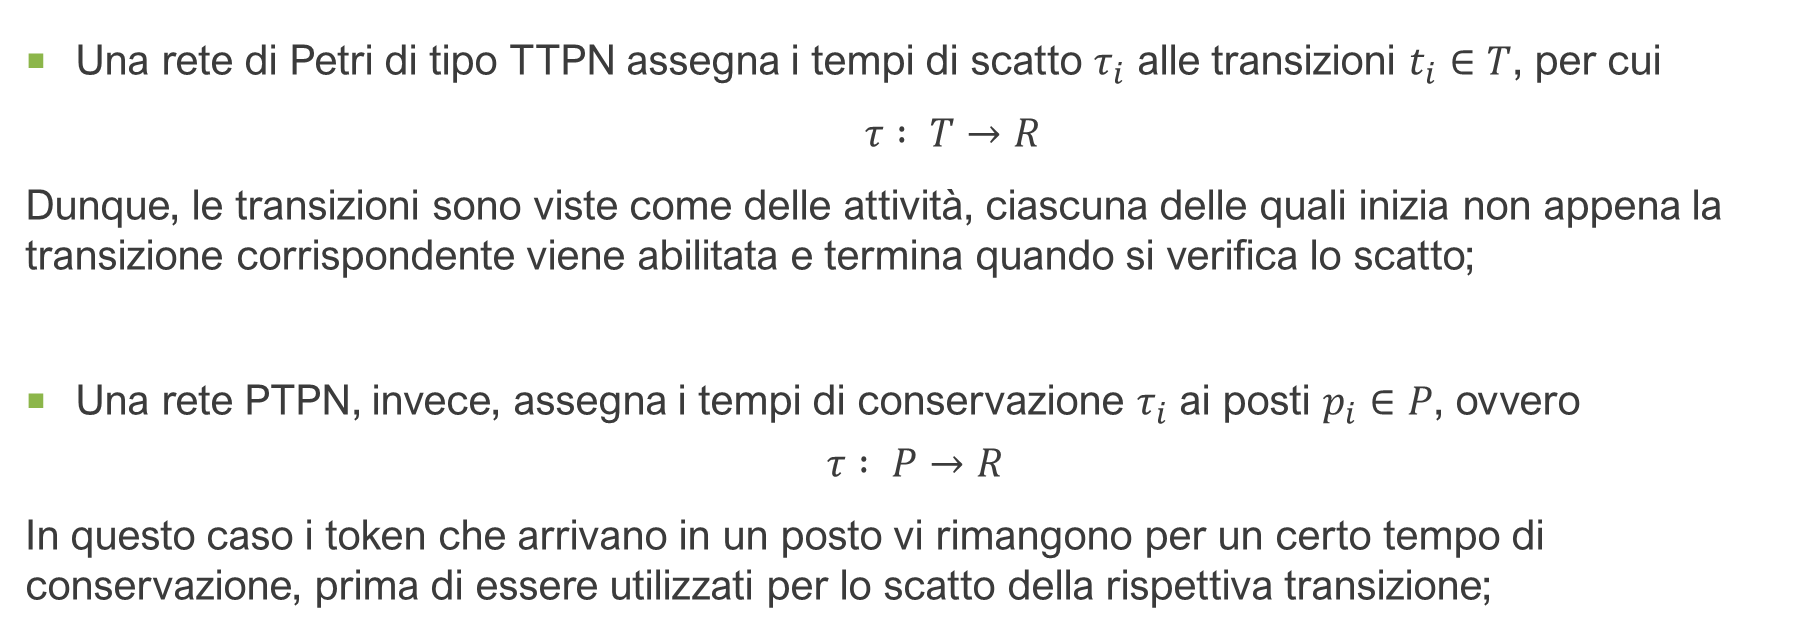 ▪ Una rete di Petri di tipo TTPN assegna i tempi di scatto τᵢ alle transizioni tᵢ ∈ T, per cui
τ : T → R
Dunque, le transizioni sono viste come delle attività, ciascuna delle quali inizia non appena la
transizione corrispondente viene abilitata e termina quando si verifica lo scatto;
▪ Una rete PTPN, invece, assegna i tempi di conservazione τᵢ ai posti pᵢ ∈ P, ovvero
τ : P → R
In questo caso i token che arrivano in un posto vi rimangono per un certo tempo di
conservazione, prima di essere utilizzati per lo scatto della rispettiva transizione;